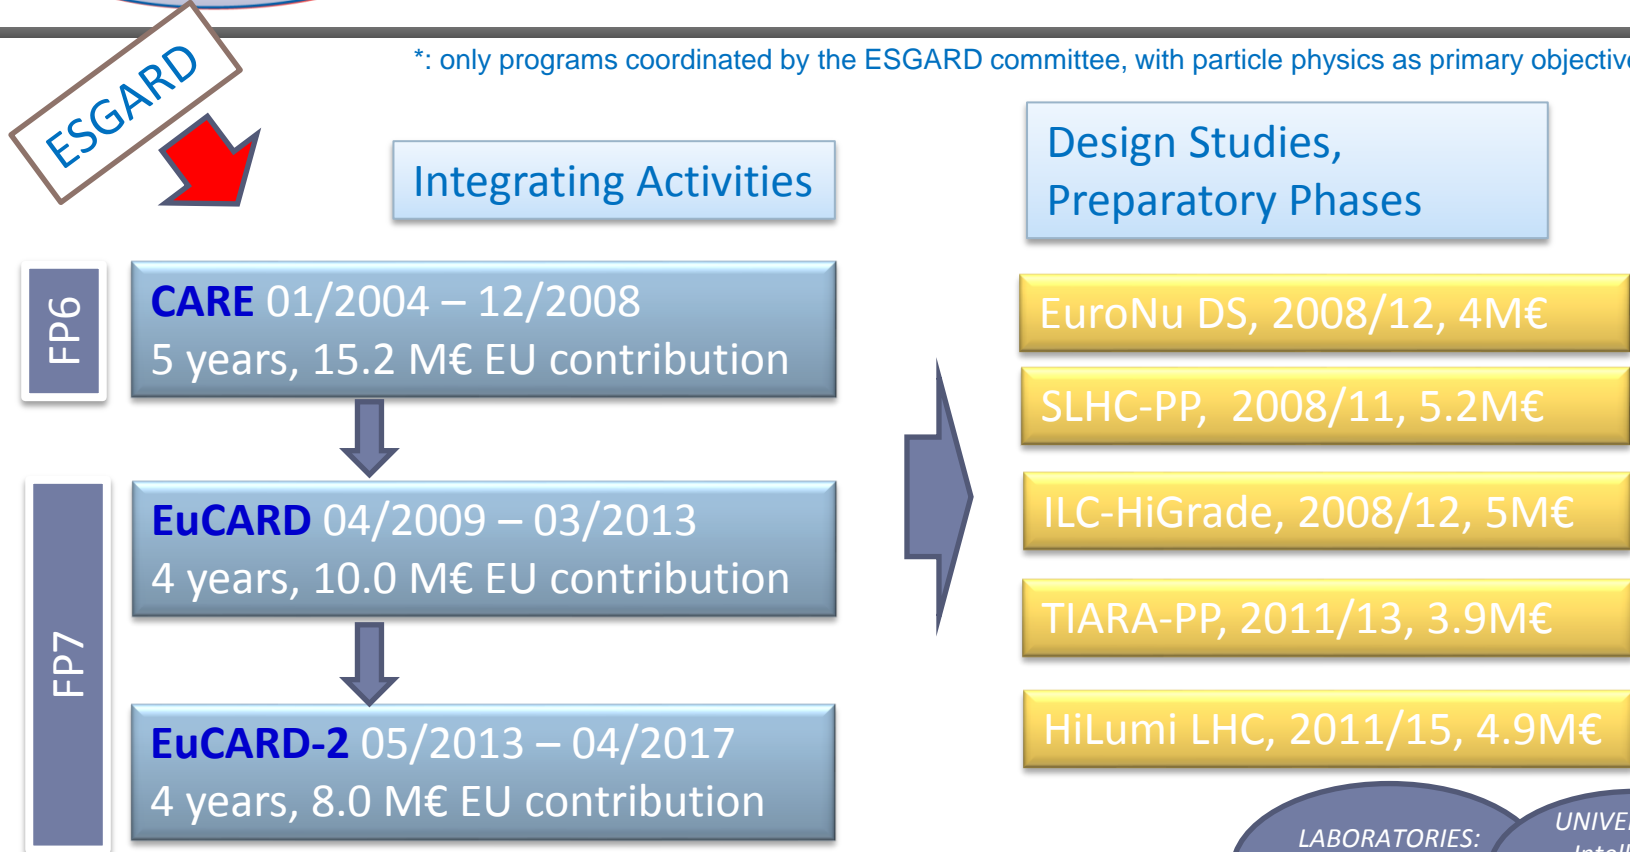 *: only programs coordinated by the ESGARD committee, with particle physics as primary objective
ESGARD
Integrating Activities
Design Studies,
Preparatory Phases
FP6
CARE 01/2004 – 12/2008
5 years, 15.2 M€ EU contribution
FP7
EuCARD 04/2009 – 03/2013
4 years, 10.0 M€ EU contribution
EuCARD-2 05/2013 – 04/2017
4 years, 8.0 M€ EU contribution
EuroNu DS, 2008/12, 4M€
SLHC-PP, 2008/11, 5.2M€
ILC-HiGrade, 2008/12, 5M€
TIARA-PP, 2011/13, 3.9M€
HiLumi LHC, 2011/15, 4.9M€
LABORATORIES: